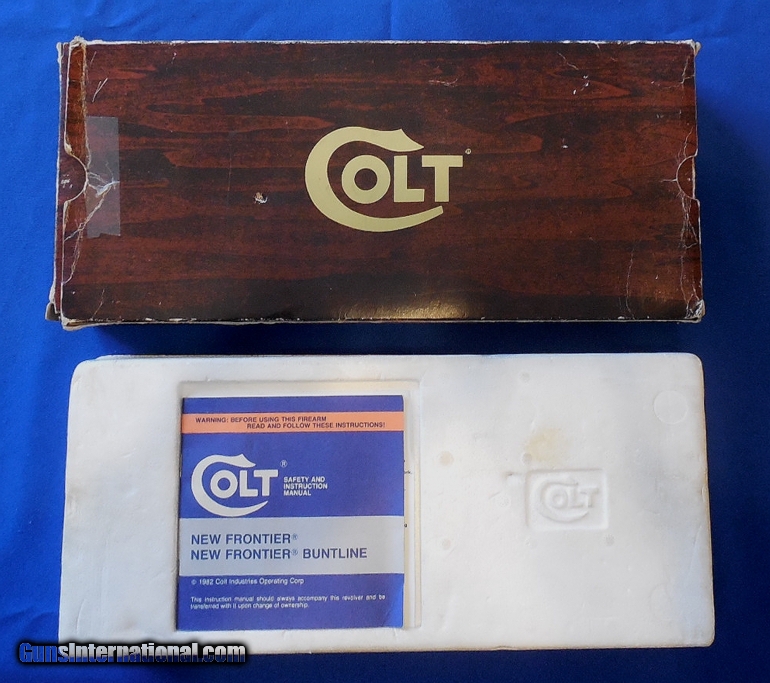 COLT®
WARNING: BEFORE USING THIS FIREARM
READ AND FOLLOW THESE INSTRUCTIONS!
COLT®
SAFETY AND
INSTRUCTION
MANUAL
COLT
NEW FRONTIER®
NEW FRONTIER® BUNTLINE
© 1982 Colt Industries Operating Corp
This instruction manual should always accompany this revolver and be
transferred with it upon change of ownership.
GunsInternational.com